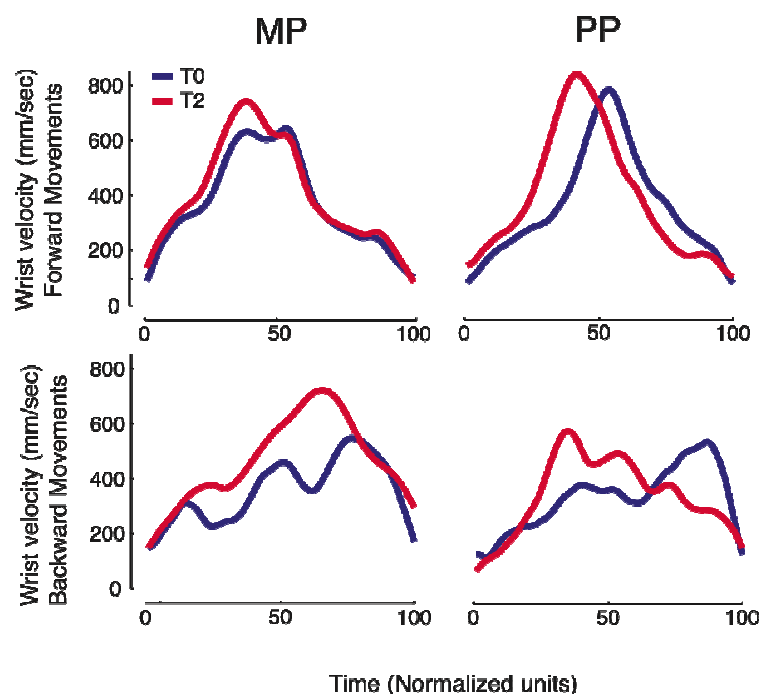 MP
PP
Wrist velocity (mm/sec)
Forward Movements
800
600
400
200
0
T0
T2
0
50
100
0
50
100
Wrist velocity (mm/sec)
Backward Movements
800
600
400
200
0
0
50
100
0
50
100
Time (Normalized units)